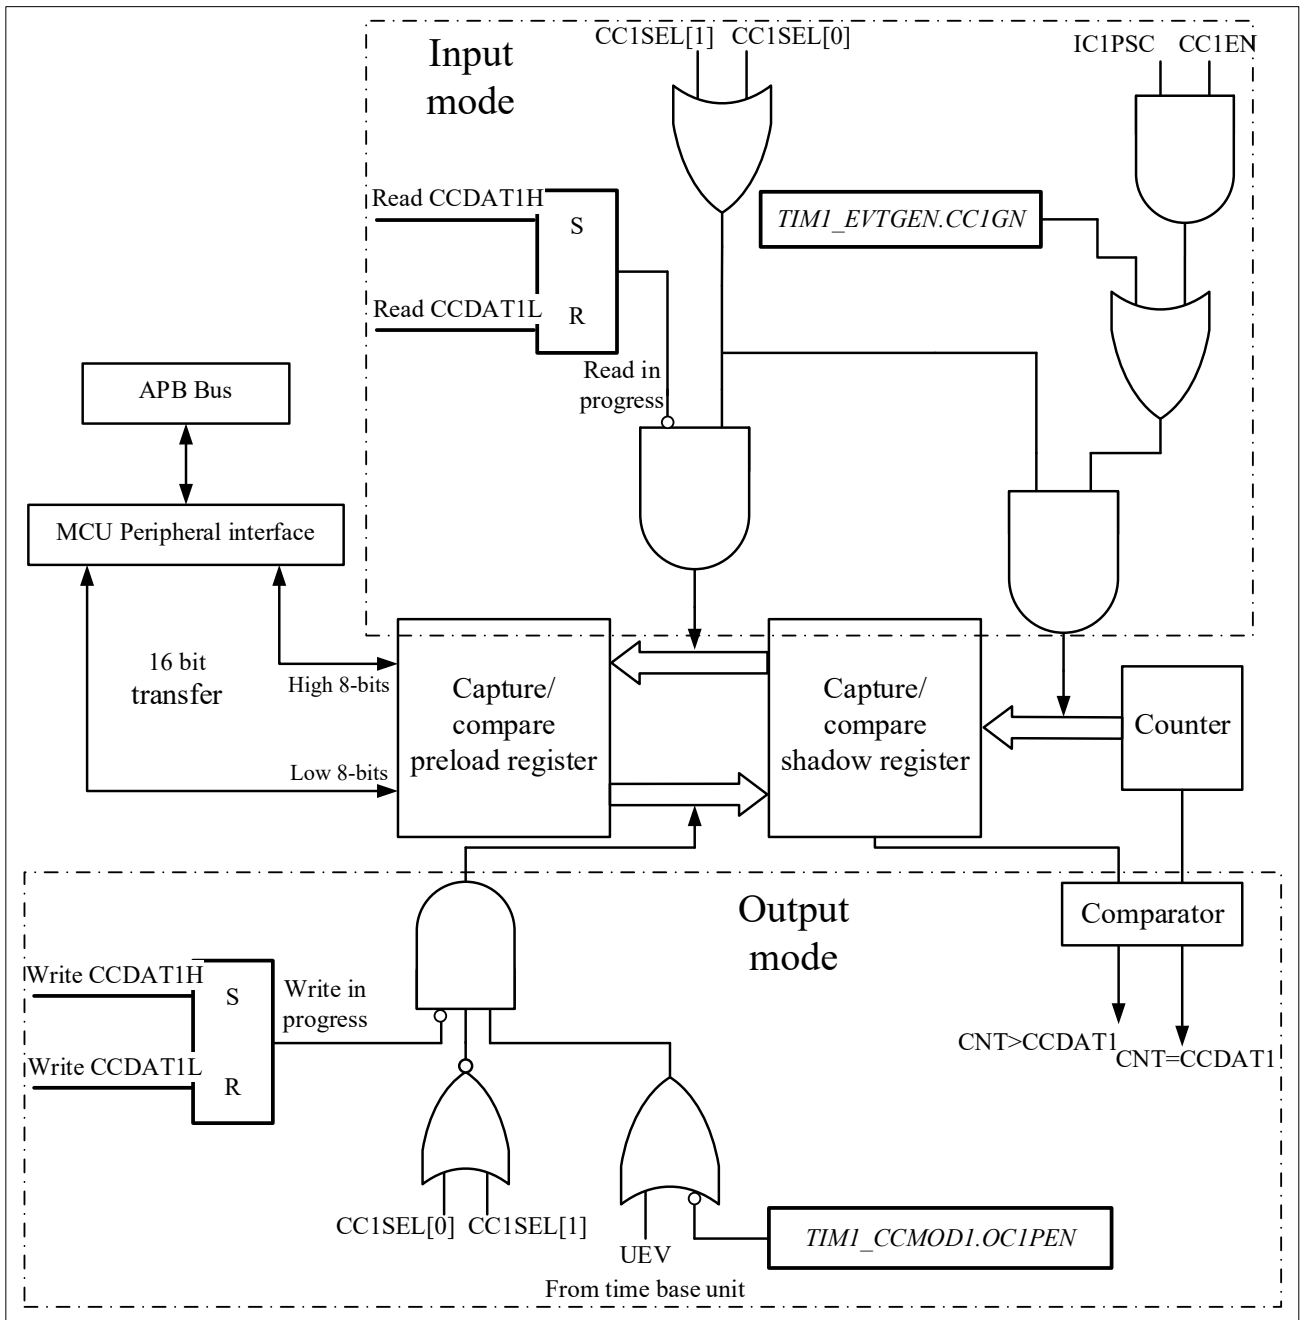 Input
mode
CC1SEL[1] CC1SEL[0]
IC1PSC CC1EN
Read CCDAT1H
S
TIM1_EVTGEN.CC1GN
Read CCDAT1L
R
Read in
progress
APB Bus
MCU Peripheral interface
16 bit
transfer
High 8-bits
Low 8-bits
Capture/
compare
preload register
Capture/
compare
shadow register
Counter
Output
mode
Comparator
Write CCDAT1H
S
Write in
progress
Write CCDAT1L
R
CNT>CCDAT1
CNT=CCDAT1
CC1SEL[0] CC1SEL[1]
UEV
From time base unit
TIM1_CCMOD1.OC1PEN